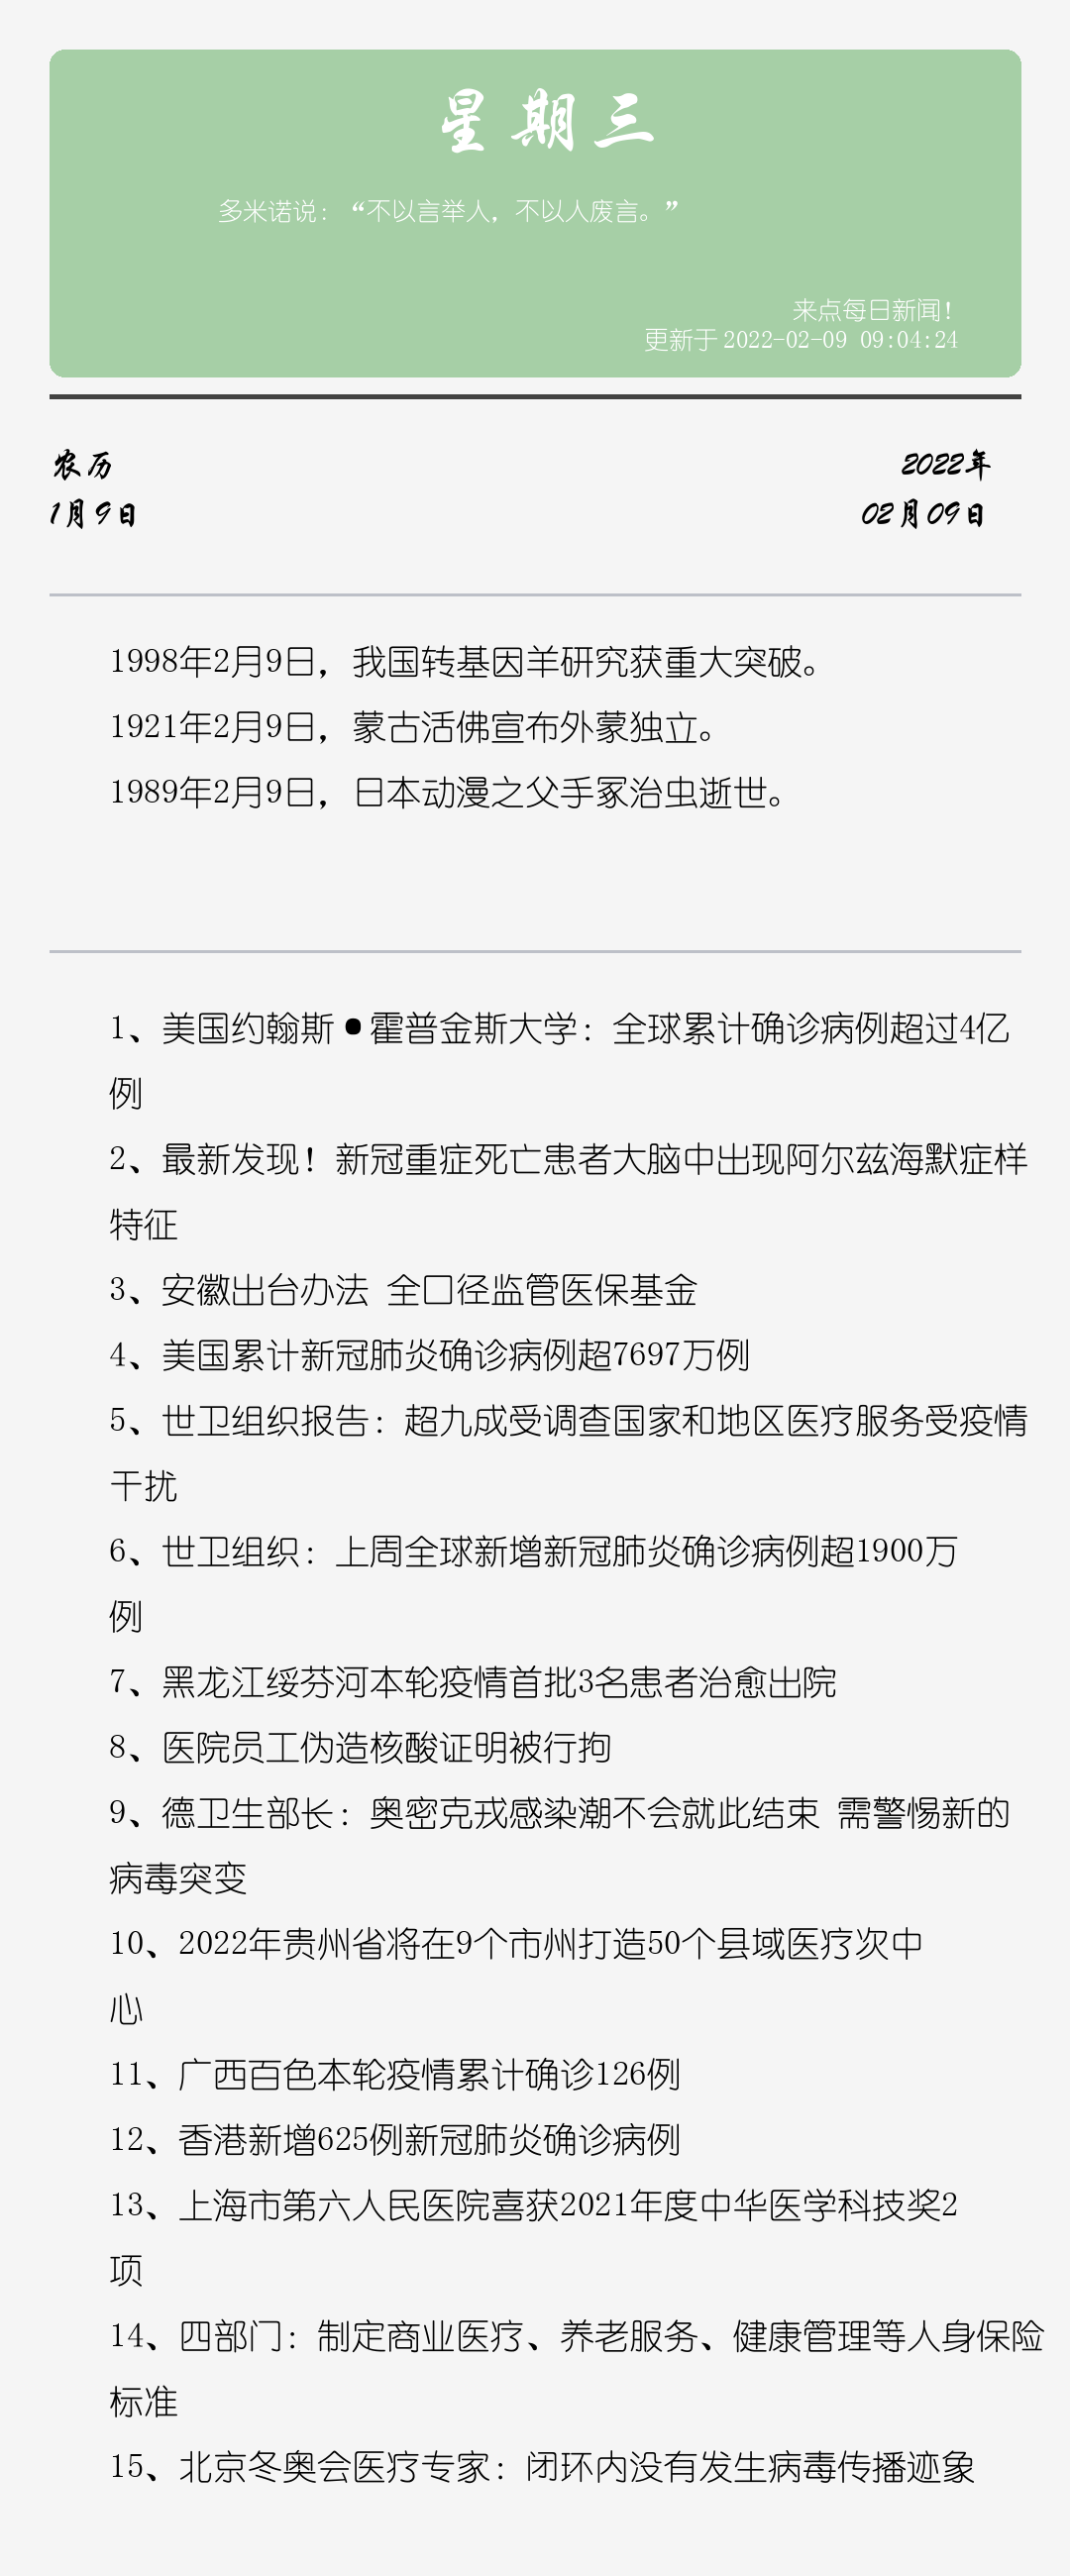 星期三
多米诺说：“不以言举人，不以人废言。”
来点每日新闻！
更新于 2022-02-09 09:04:24
农历
2022年
1月9日
02月09日
1998年2月9日，我国转基因羊研究获重大突破。
1921年2月9日，蒙古活佛宣布外蒙独立。
1989年2月9日，日本动漫之父手冢治虫逝世。
1、美国约翰斯•霍普金斯大学：全球累计确诊病例超过4亿
例
2、最新发现！新冠重症死亡患者大脑中出现阿尔兹海默症样
特征
3、安徽出台办法 全口径监管医保基金
4、美国累计新冠肺炎确诊病例超7697万例
5、世卫组织报告：超九成受调查国家和地区医疗服务受疫情
干扰
6、世卫组织：上周全球新增新冠肺炎确诊病例超1900万
例
7、黑龙江绥芬河本轮疫情首批3名患者治愈出院
8、医院员工伪造核酸证明被行拘
9、德卫生部长：奥密克戎感染潮不会就此结束 需警惕新的
病毒突变
10、2022年贵州省将在9个市州打造50个县域医疗次中
心
11、广西百色本轮疫情累计确诊126例
12、香港新增625例新冠肺炎确诊病例
13、上海市第六人民医院喜获2021年度中华医学科技奖2
项
14、四部门：制定商业医疗、养老服务、健康管理等人身保险
标准
15、北京冬奥会医疗专家：闭环内没有发生病毒传播迹象